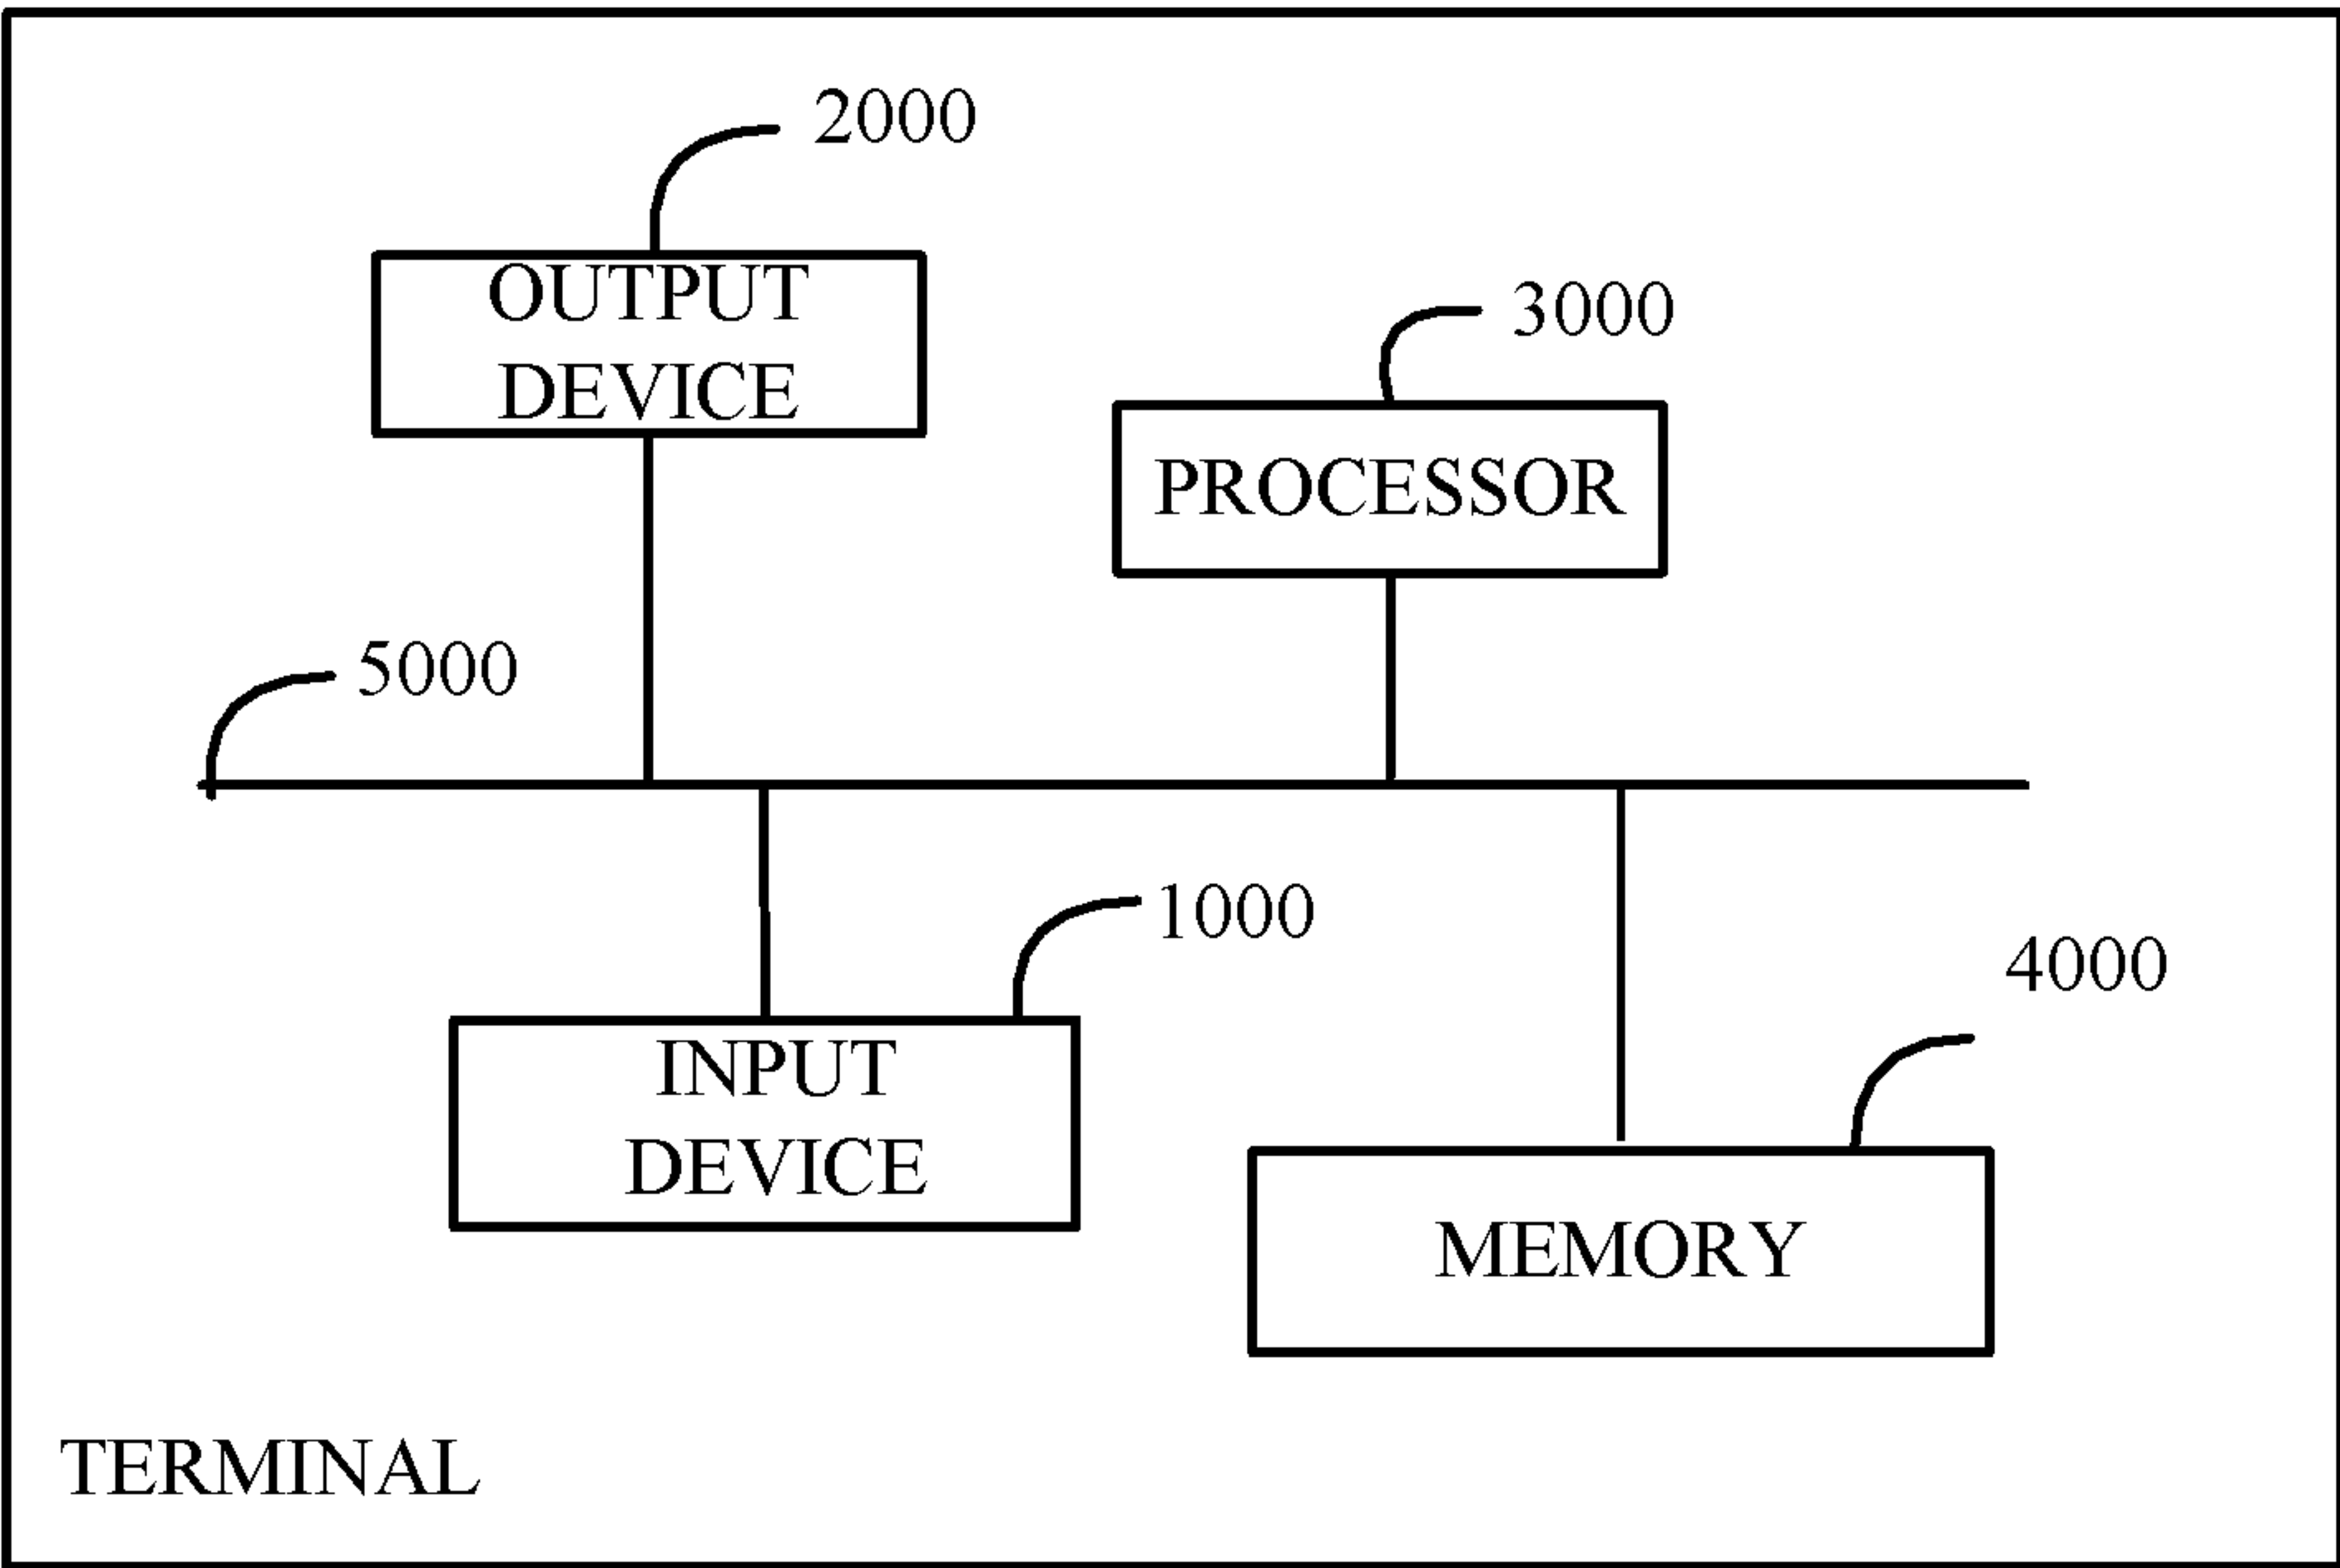 2000
OUTPUT
DEVICE
3000
PROCESSOR
5000
1000
INPUT
DEVICE
4000
MEMORY
TERMINAL